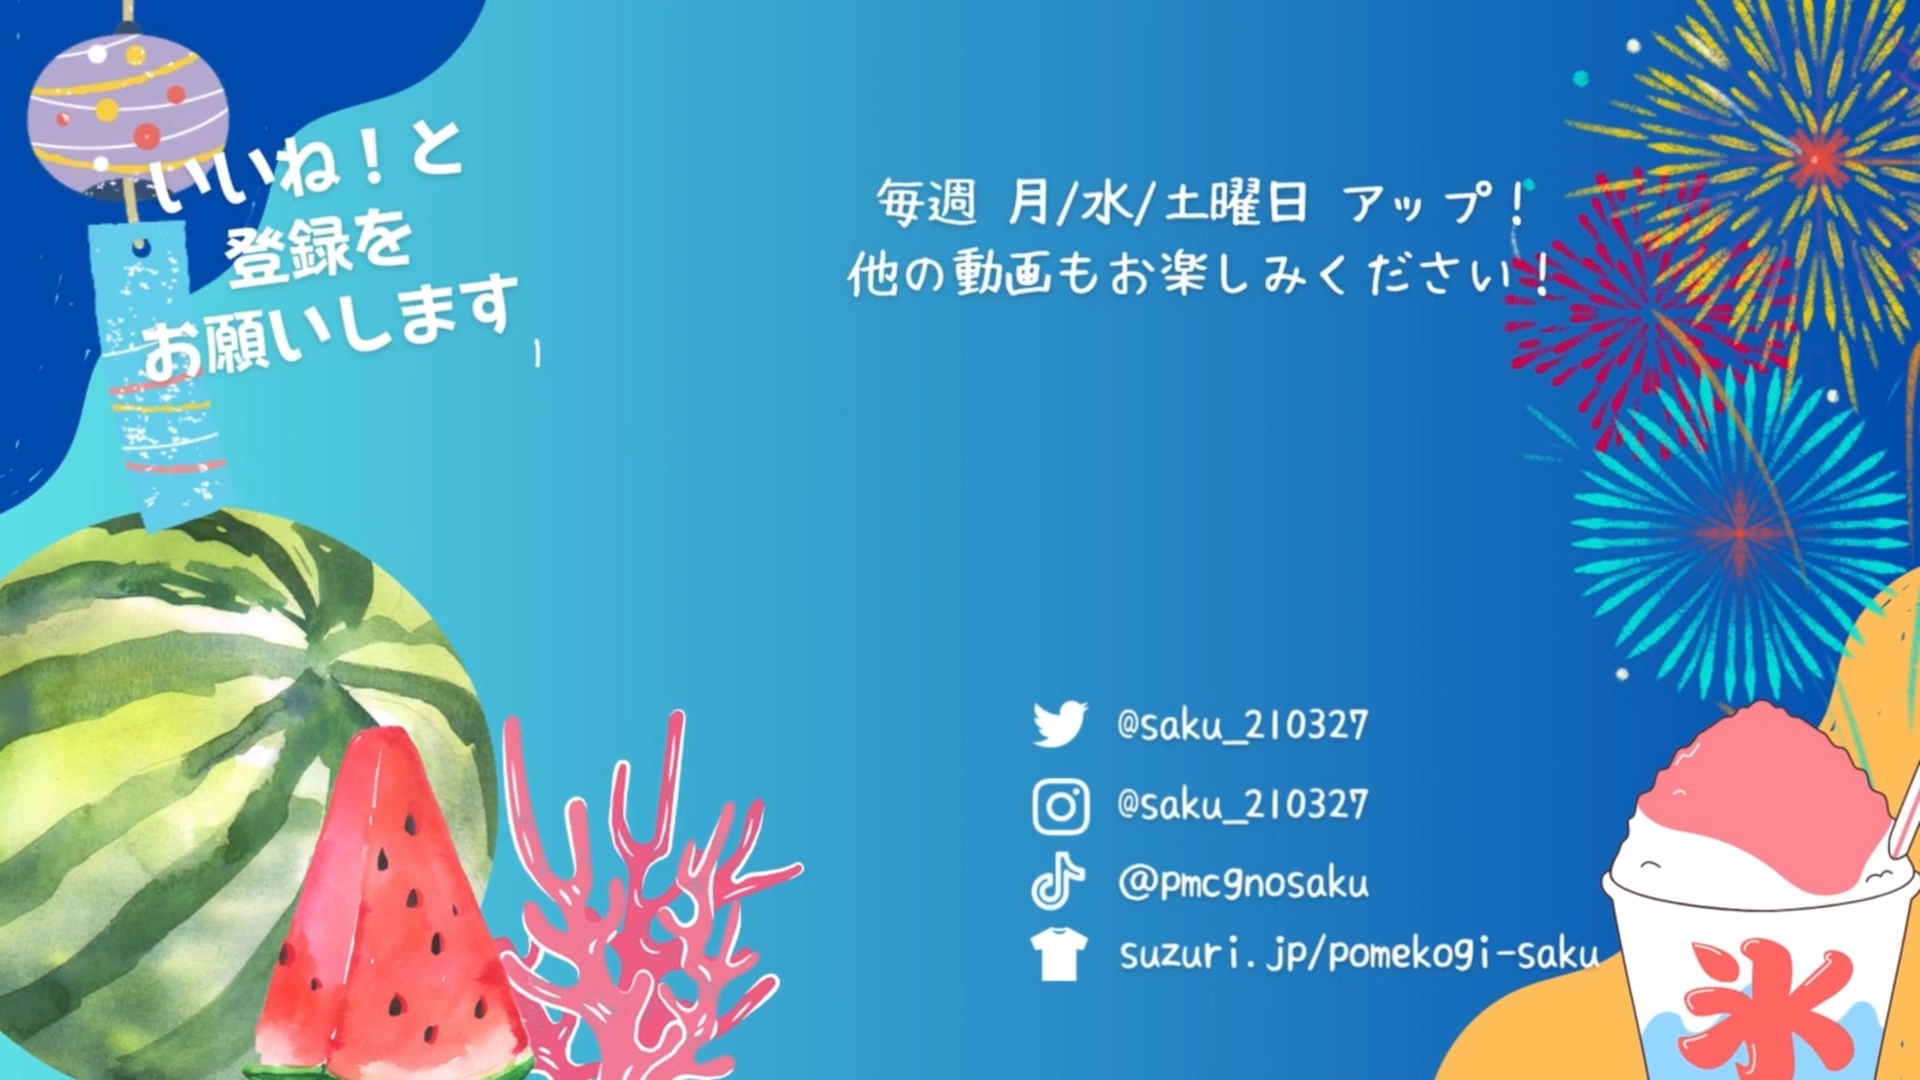 いいね！と
登録を
お願いします
毎週 月/水/土曜日 アップ！
他の動画もお楽しみください！
@saku_210327
@saku_210327
@pmcgnosaku
suzuri.jp/pomekogi-saku
氷